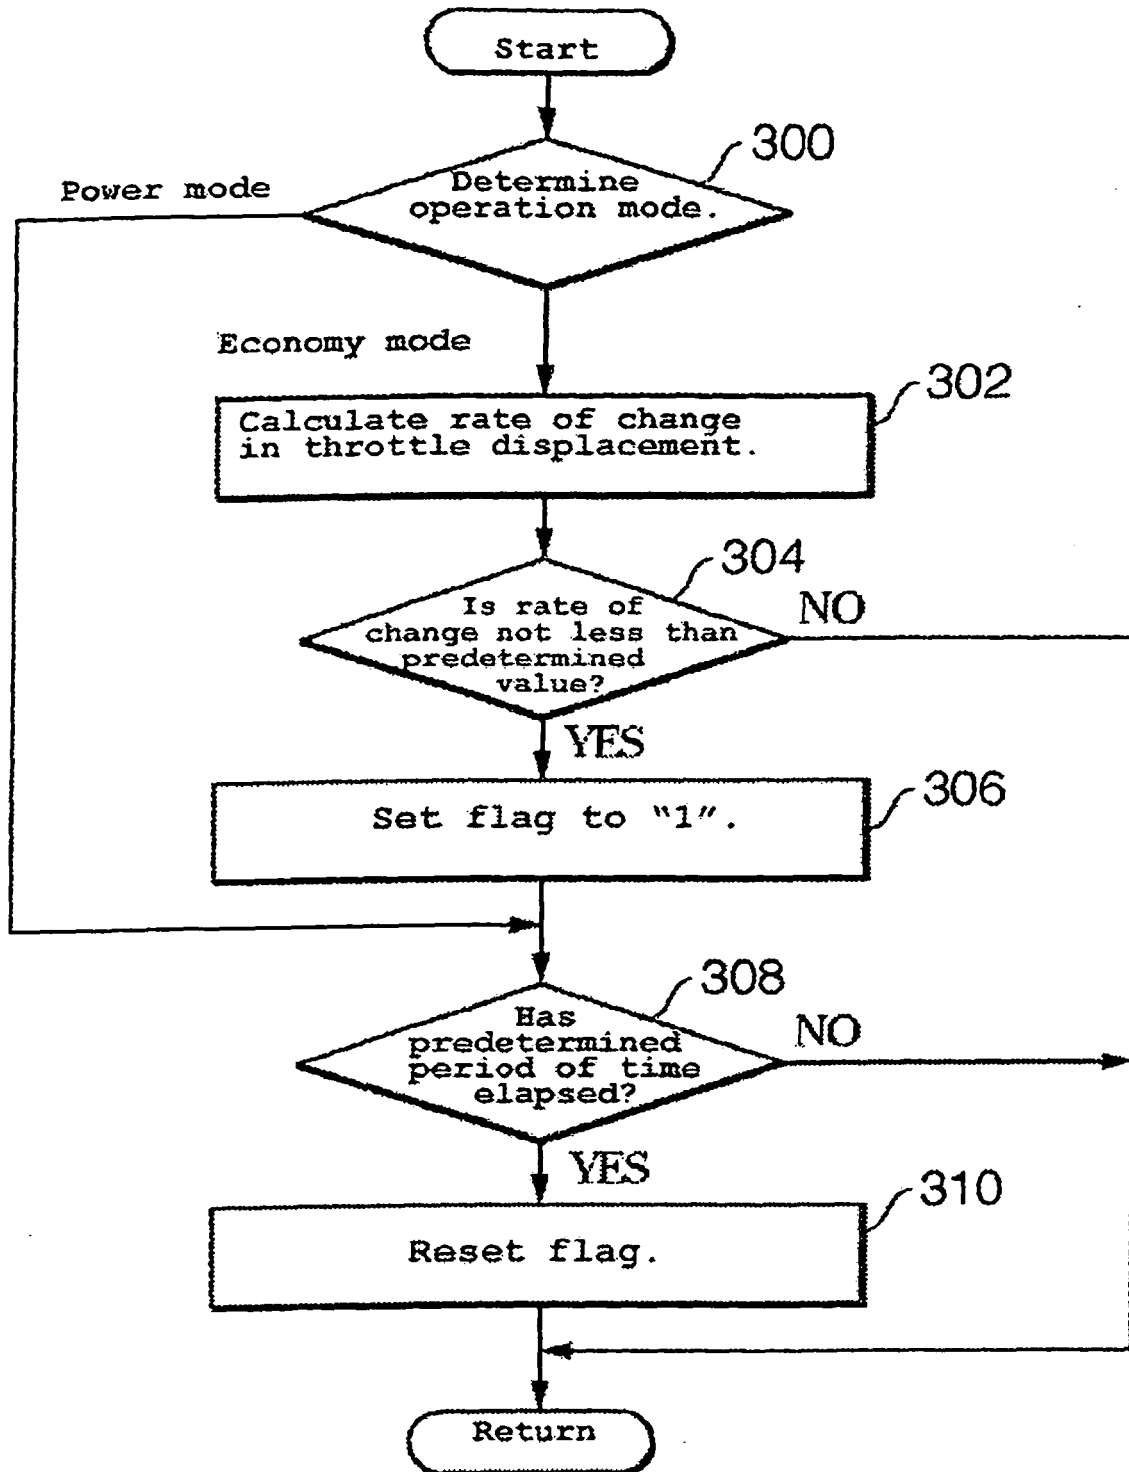 Start
300
Determine
operation mode.
Power mode
Economy mode
302
Calculate rate of change
in throttle displacement.
304
Is rate of
change not less than
predetermined
value?
NO
YES
306
Set flag to "1".
308
Has
predetermined
period of time
elapsed?
NO
YES
310
Reset flag.
Return